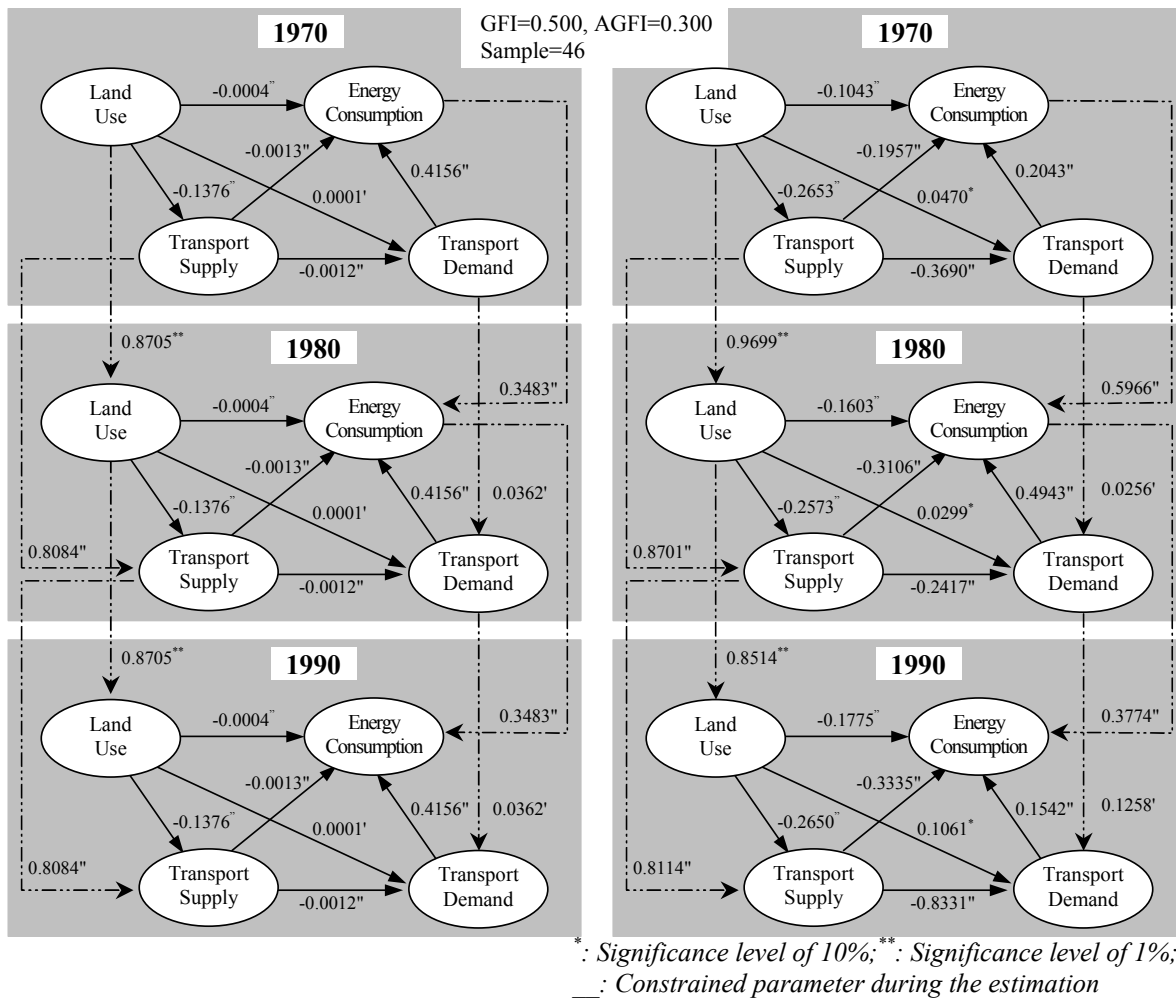 GFI=0.500, AGFI=0.300
Sample=46
1970
Land
Use
Energy
Consumption
Transport
Supply
Transport
Demand
-0.0004"
-0.0013"
0.4156"
-0.1376"
0.0001'
-0.0012"
0.8705**
1980
Land
Use
Energy
Consumption
Transport
Supply
Transport
Demand
-0.0004"
0.3483"
-0.0013"
-0.1376"
0.0001'
0.4156"
0.0362'
0.8084"
-0.0012"
0.8705**
1990
Land
Use
Energy
Consumption
Transport
Supply
Transport
Demand
-0.0004"
0.3483"
-0.0013"
-0.1376"
0.0001'
0.4156"
0.0362'
0.8084"
-0.0012"
1970
Land
Use
Energy
Consumption
Transport
Supply
Transport
Demand
-0.1043"
-0.1957"
0.2043"
-0.2653"
0.0470*
-0.3690"
0.9699**
1980
Land
Use
Energy
Consumption
Transport
Supply
Transport
Demand
-0.1603"
0.5966"
-0.3106"
-0.2573"
0.0299*
0.4943"
0.0256'
0.8701"
-0.2417"
0.8514**
1990
Land
Use
Energy
Consumption
Transport
Supply
Transport
Demand
-0.1775"
0.3774"
-0.3335"
-0.2650"
0.1061*
0.1542"
0.1258'
0.8114"
-0.8331"
*: Significance level of 10%; **: Significance level of 1%;
__: Constrained parameter during the estimation